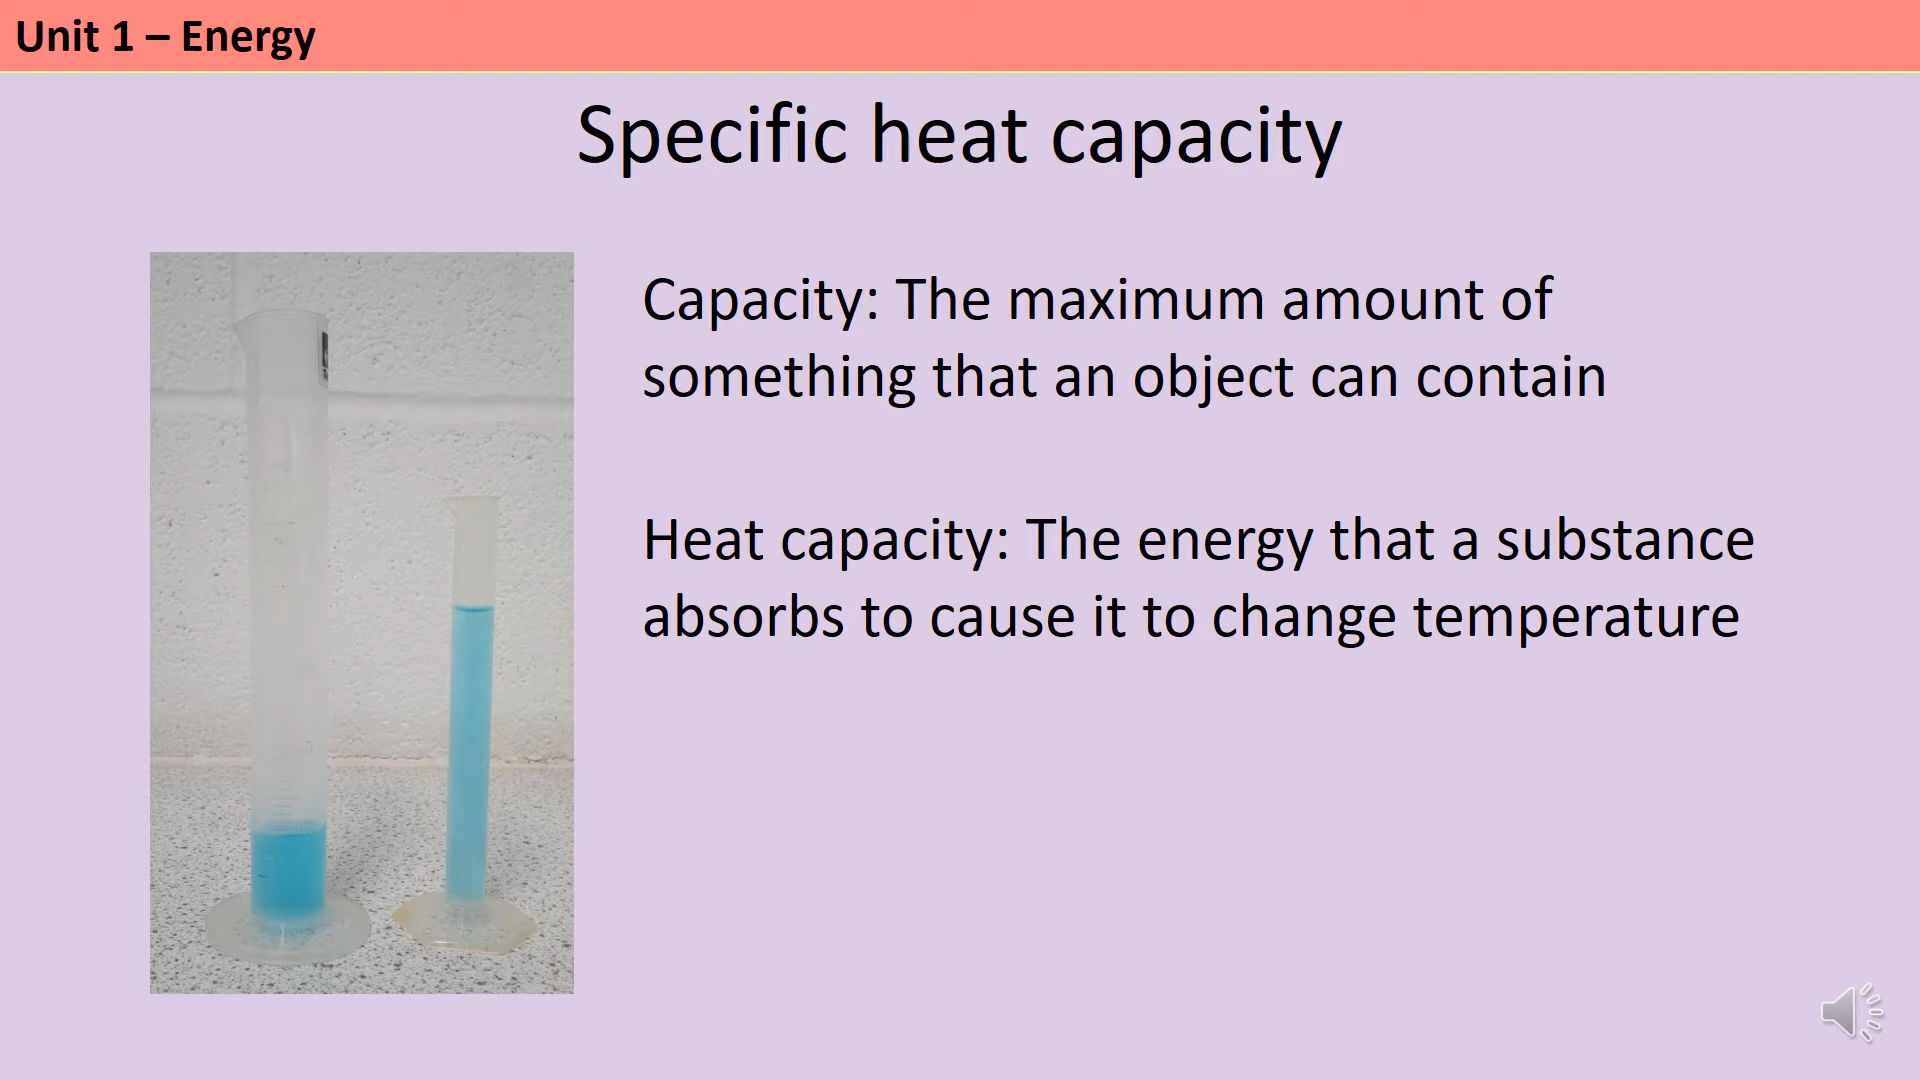 Unit 1 – Energy
Specific heat capacity
Capacity: The maximum amount of
something that an object can contain
Heat capacity: The energy that a substance
absorbs to cause it to change temperature